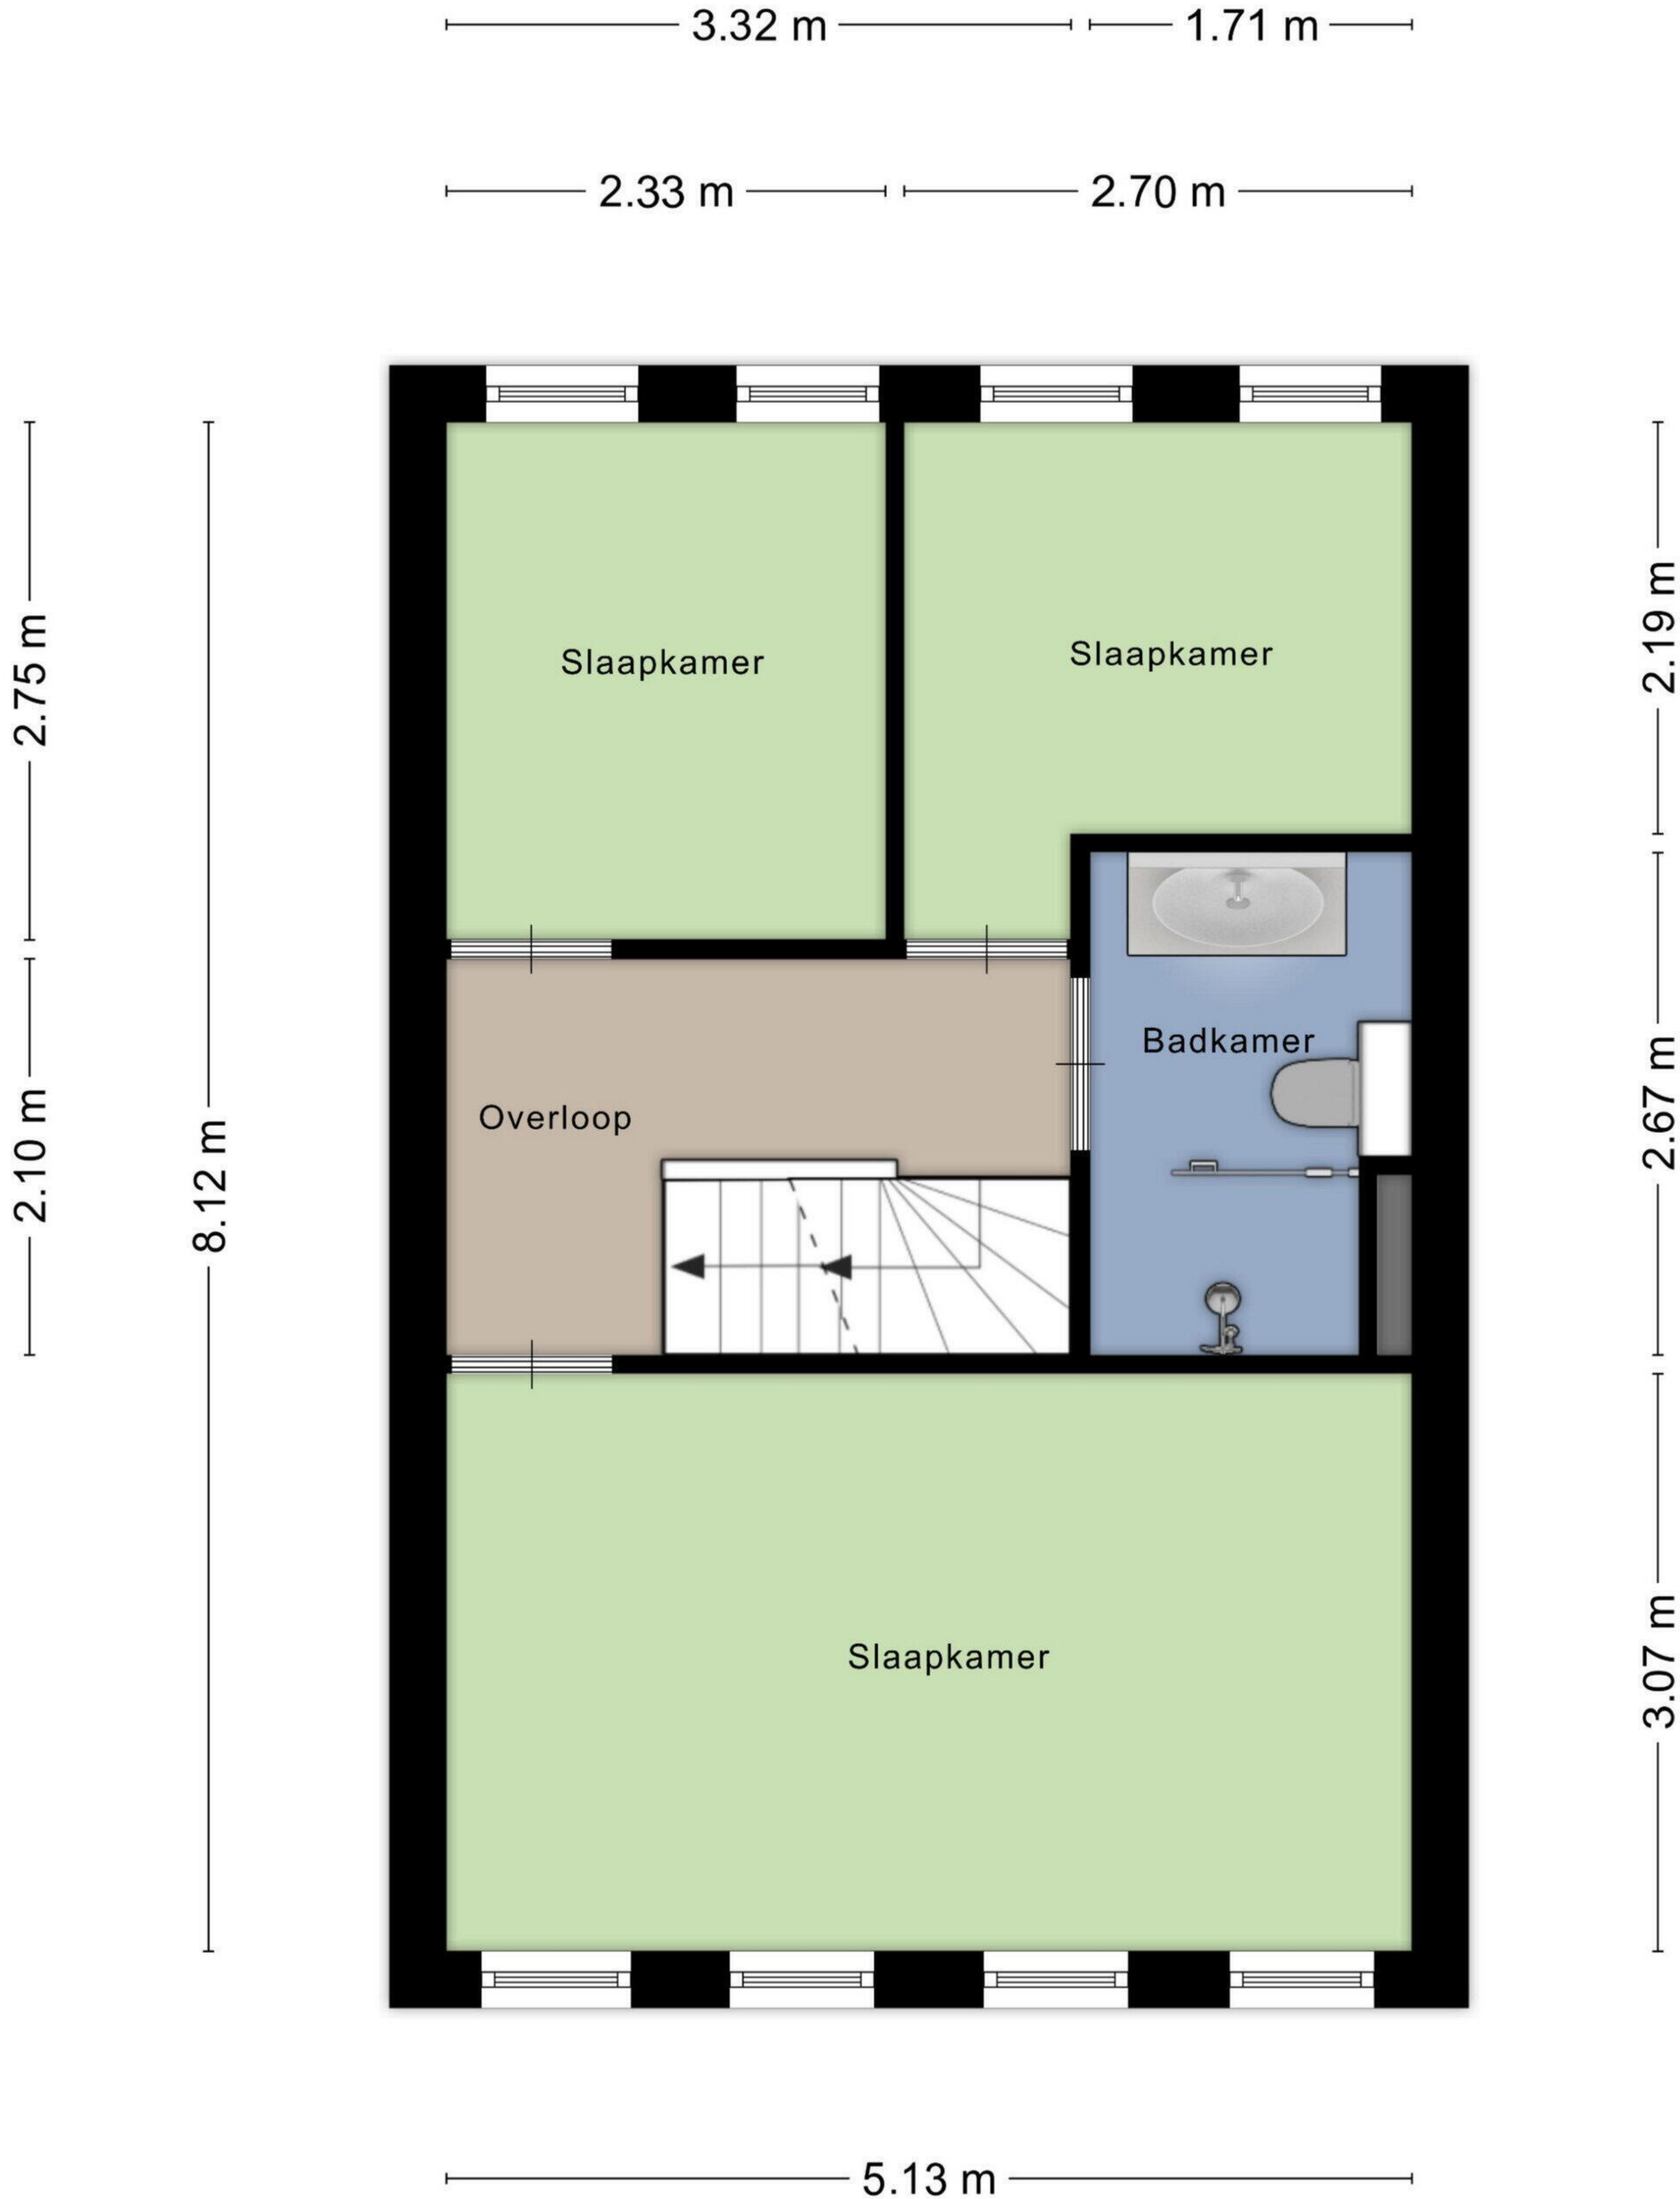 3.32 m
1.71 m
2.33 m
2.70 m
2.75 m
2.19 m
Slaapkamer
Slaapkamer
2.10 m
8.12 m
Badkamer
Overloop
2.67 m
Slaapkamer
3.07 m
5.13 m